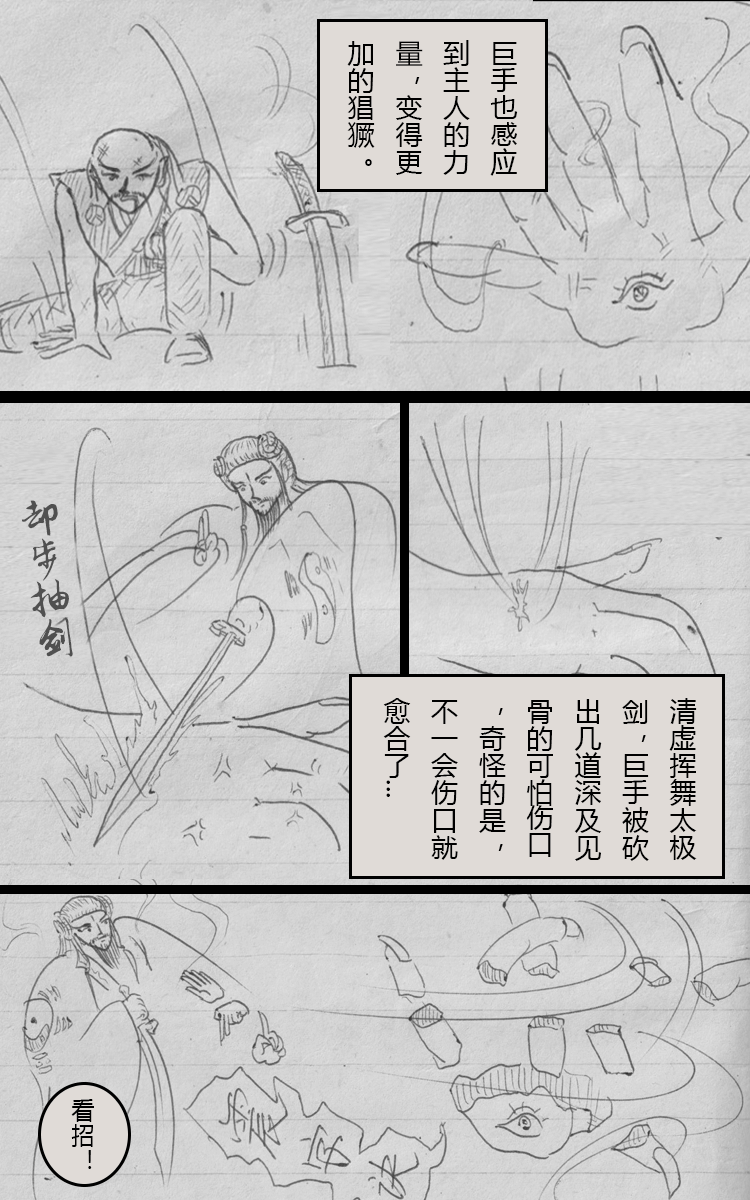 巨手也感应
到主人的力
量，变得更
加的猖獗。
却步抽剑
清虚挥舞太极
剑，巨手被砍
出几道深及见
骨的可怕伤口
，奇怪的是，
不一会伤口就
愈合了…
看招！